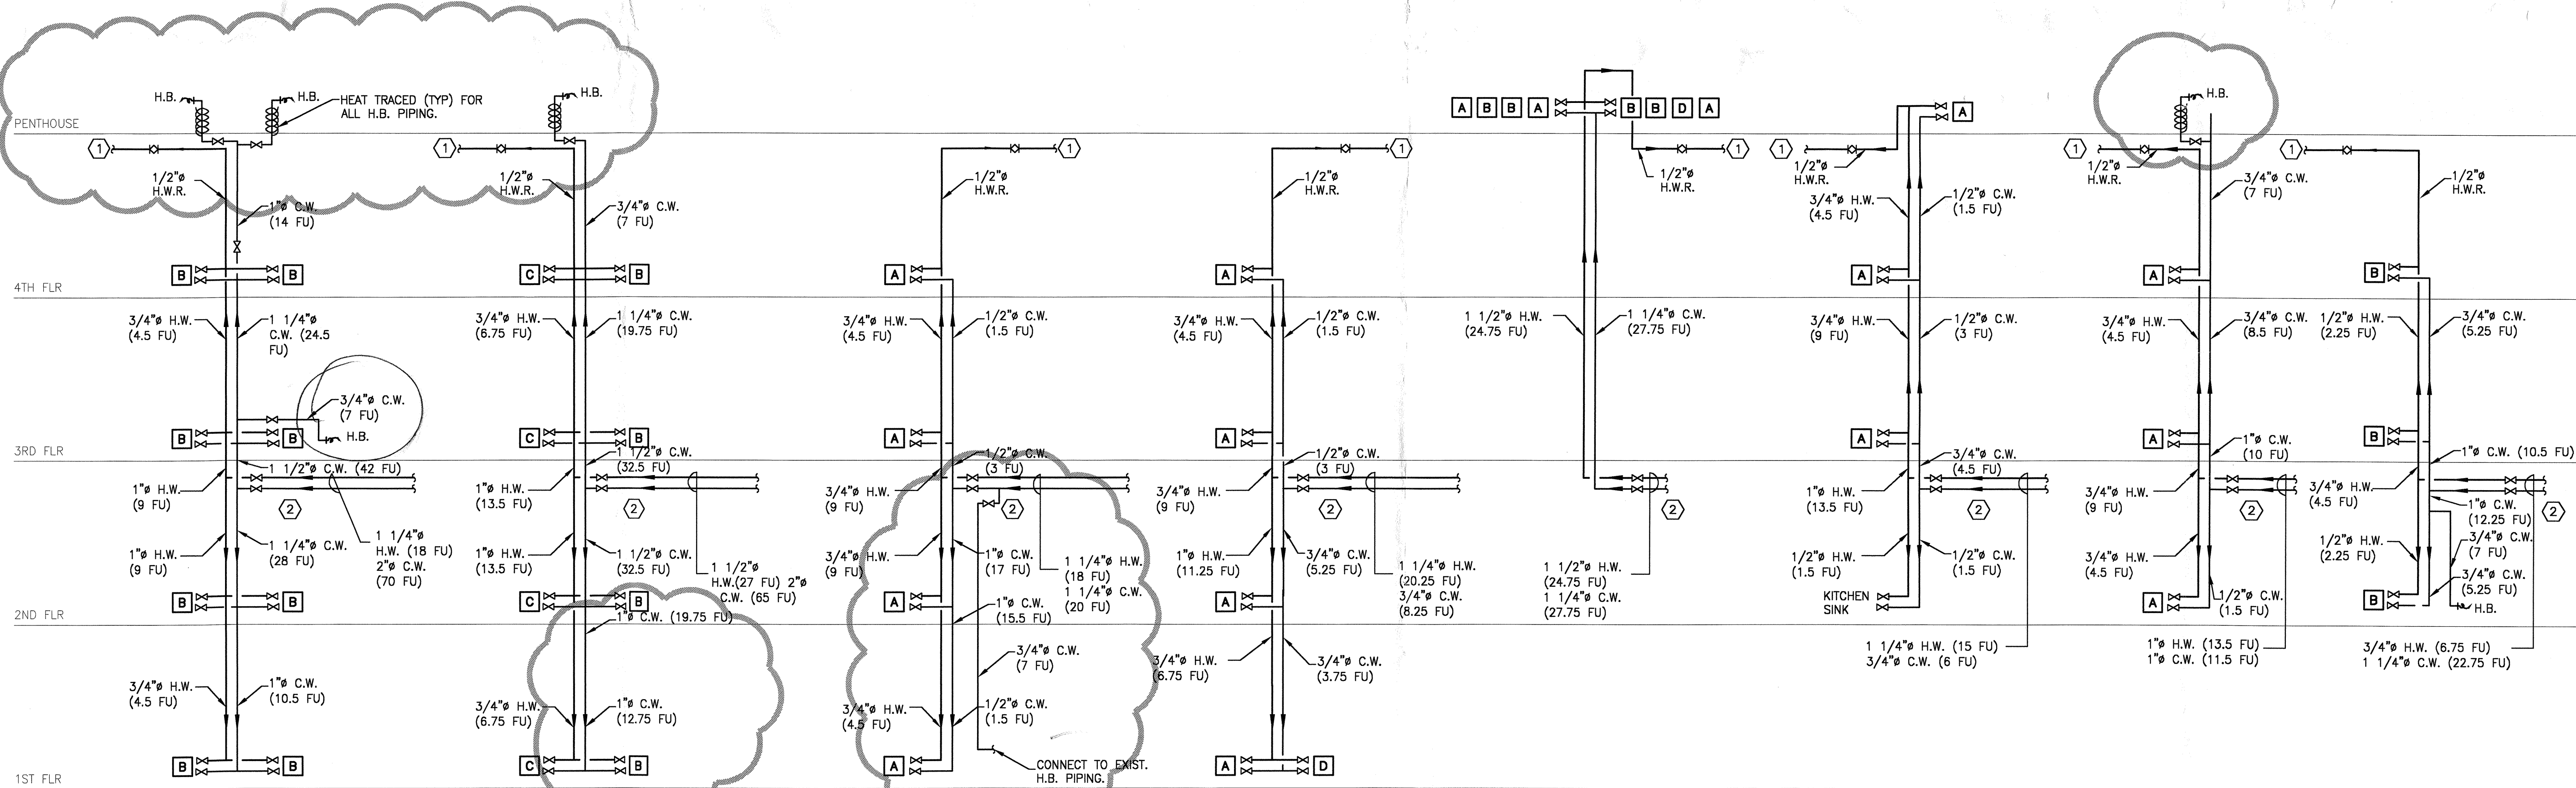 PENTHOUSE
4TH FLR
3RD FLR
2ND FLR
1ST FLR
H.B.
H.B.
HEAT TRACED (TYP) FOR
ALL H.B. PIPING.
1
1/2"ø
H.W.R.
1"ø C.W.
(14 FU)
B
B
3/4"ø H.W.
(4.5 FU)
1 1/4"ø
C.W. (24.5
FU)
3/4"ø C.W.
(7 FU)
H.B.
B
B
1 1/2"ø C.W. (42 FU)
1"ø H.W.
(9 FU)
2
1"ø H.W.
(9 FU)
1 1/4"ø C.W.
(28 FU)
1 1/4"ø
H.W. (18 FU)
2"ø C.W.
(70 FU)
B
B
3/4"ø H.W.
(4.5 FU)
1"ø C.W.
(10.5 FU)
B
B
H.B.
1
1/2"ø
H.W.R.
3/4"ø C.W.
(7 FU)
C
B
3/4"ø H.W.
(6.75 FU)
1 1/4"ø C.W.
(19.75 FU)
C
B
1 1/2"ø C.W.
(32.5 FU)
1"ø H.W.
(13.5 FU)
2
1"ø H.W.
(13.5 FU)
1 1/2"ø C.W.
(32.5 FU)
1 1/2"ø
H.W.(27 FU) 2"ø
C.W. (65 FU)
C
B
1"ø C.W. (19.75 FU)
3/4"ø H.W.
(6.75 FU)
1"ø C.W.
(12.75 FU)
C
B
1
1/2"ø
H.W.R.
A
3/4"ø H.W.
(4.5 FU)
1/2"ø C.W.
(1.5 FU)
A
1/2"ø C.W.
(3 FU)
3/4"ø H.W.
(9 FU)
2
3/4"ø H.W.
(9 FU)
1"ø C.W.
(17 FU)
1 1/4"ø H.W.
(18 FU)
1 1/4"ø C.W.
(20 FU)
A
1"ø C.W.
(15.5 FU)
3/4"ø C.W.
(7 FU)
3/4"ø H.W.
(4.5 FU)
1/2"ø C.W.
(1.5 FU)
A
CONNECT TO EXIST.
H.B. PIPING.
1
1/2"ø
H.W.R.
A
3/4"ø H.W.
(4.5 FU)
1/2"ø C.W.
(1.5 FU)
A
1/2"ø C.W.
(3 FU)
3/4"ø H.W.
(9 FU)
2
1"ø H.W.
(11.25 FU)
3/4"ø C.W.
(5.25 FU)
1 1/4"ø H.W.
(20.25 FU)
3/4"ø C.W.
(8.25 FU)
A
3/4"ø H.W.
(6.75 FU)
3/4"ø C.W.
(3.75 FU)
A
D
A B B A
B B D A
1
1/2"ø
H.W.R.
1 1/2"ø H.W.
(24.75 FU)
1 1/4"ø C.W.
(27.75 FU)
2
1 1/2"ø H.W.
(24.75 FU)
1 1/4"ø C.W.
(27.75 FU)
A
1
1/2"ø
H.W.R.
3/4"ø H.W.
(4.5 FU)
1/2"ø C.W.
(1.5 FU)
A
3/4"ø H.W.
(9 FU)
1/2"ø C.W.
(3 FU)
A
3/4"ø C.W.
(4.5 FU)
1"ø H.W.
(13.5 FU)
2
1/2"ø H.W.
(1.5 FU)
1/2"ø C.W.
(1.5 FU)
KITCHEN
SINK
1 1/4"ø H.W. (15 FU)
3/4"ø C.W. (6 FU)
H.B.
1
1/2"ø
H.W.R.
3/4"ø C.W.
(7 FU)
A
3/4"ø H.W.
(4.5 FU)
3/4"ø C.W.
(8.5 FU)
A
1"ø C.W.
(10 FU)
3/4"ø H.W.
(9 FU)
2
3/4"ø H.W.
(4.5 FU)
1/2"ø C.W.
(1.5 FU)
A
1"ø H.W. (13.5 FU)
1"ø C.W. (11.5 FU)
1
1/2"ø
H.W.R.
B
1/2"ø H.W.
(2.25 FU)
3/4"ø C.W.
(5.25 FU)
B
1"ø C.W. (10.5 FU)
3/4"ø H.W.
(4.5 FU)
2
1"ø C.W.
(12.25 FU)
3/4"ø C.W.
(7 FU)
1/2"ø H.W.
(2.25 FU)
3/4"ø C.W.
(5.25 FU)
B
H.B.
3/4"ø H.W. (6.75 FU)
1 1/4"ø C.W. (22.75 FU)